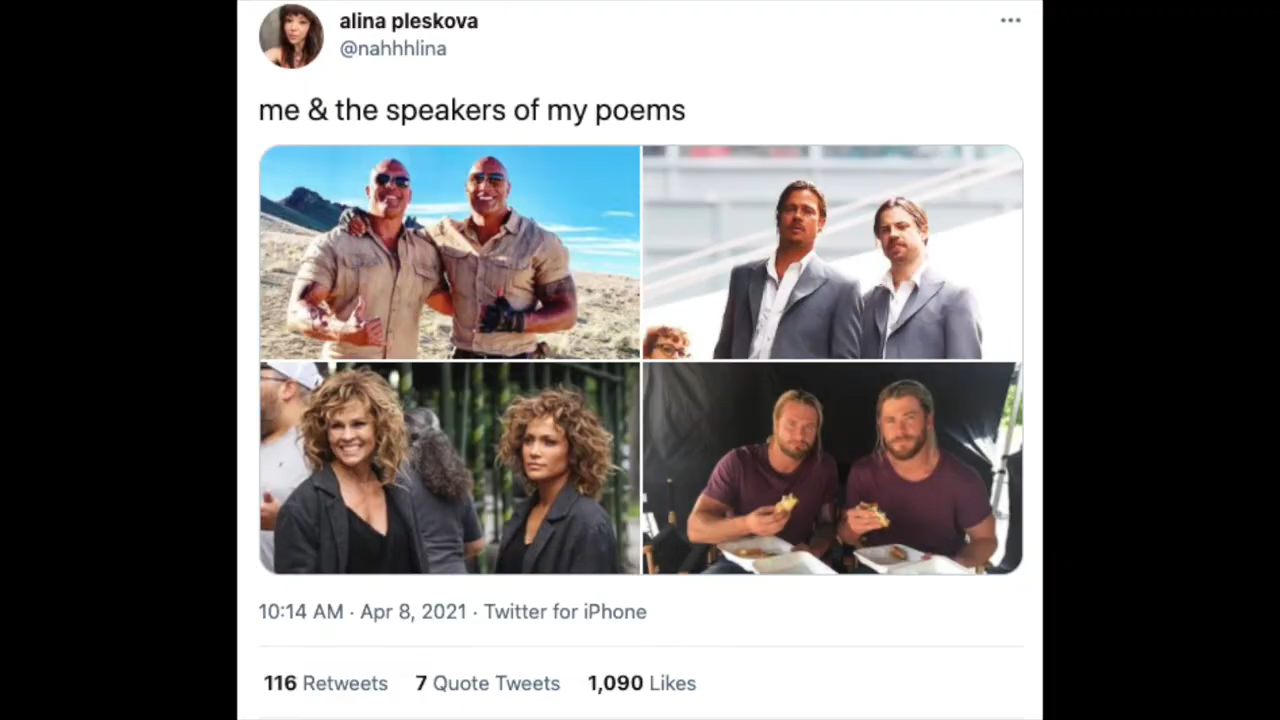 alina pleskova
@nahhhlina
me & the speakers of my poems
10:14 AM · Apr 8, 2021 · Twitter for iPhone
116 Retweets 7 Quote Tweets 1,090 Likes